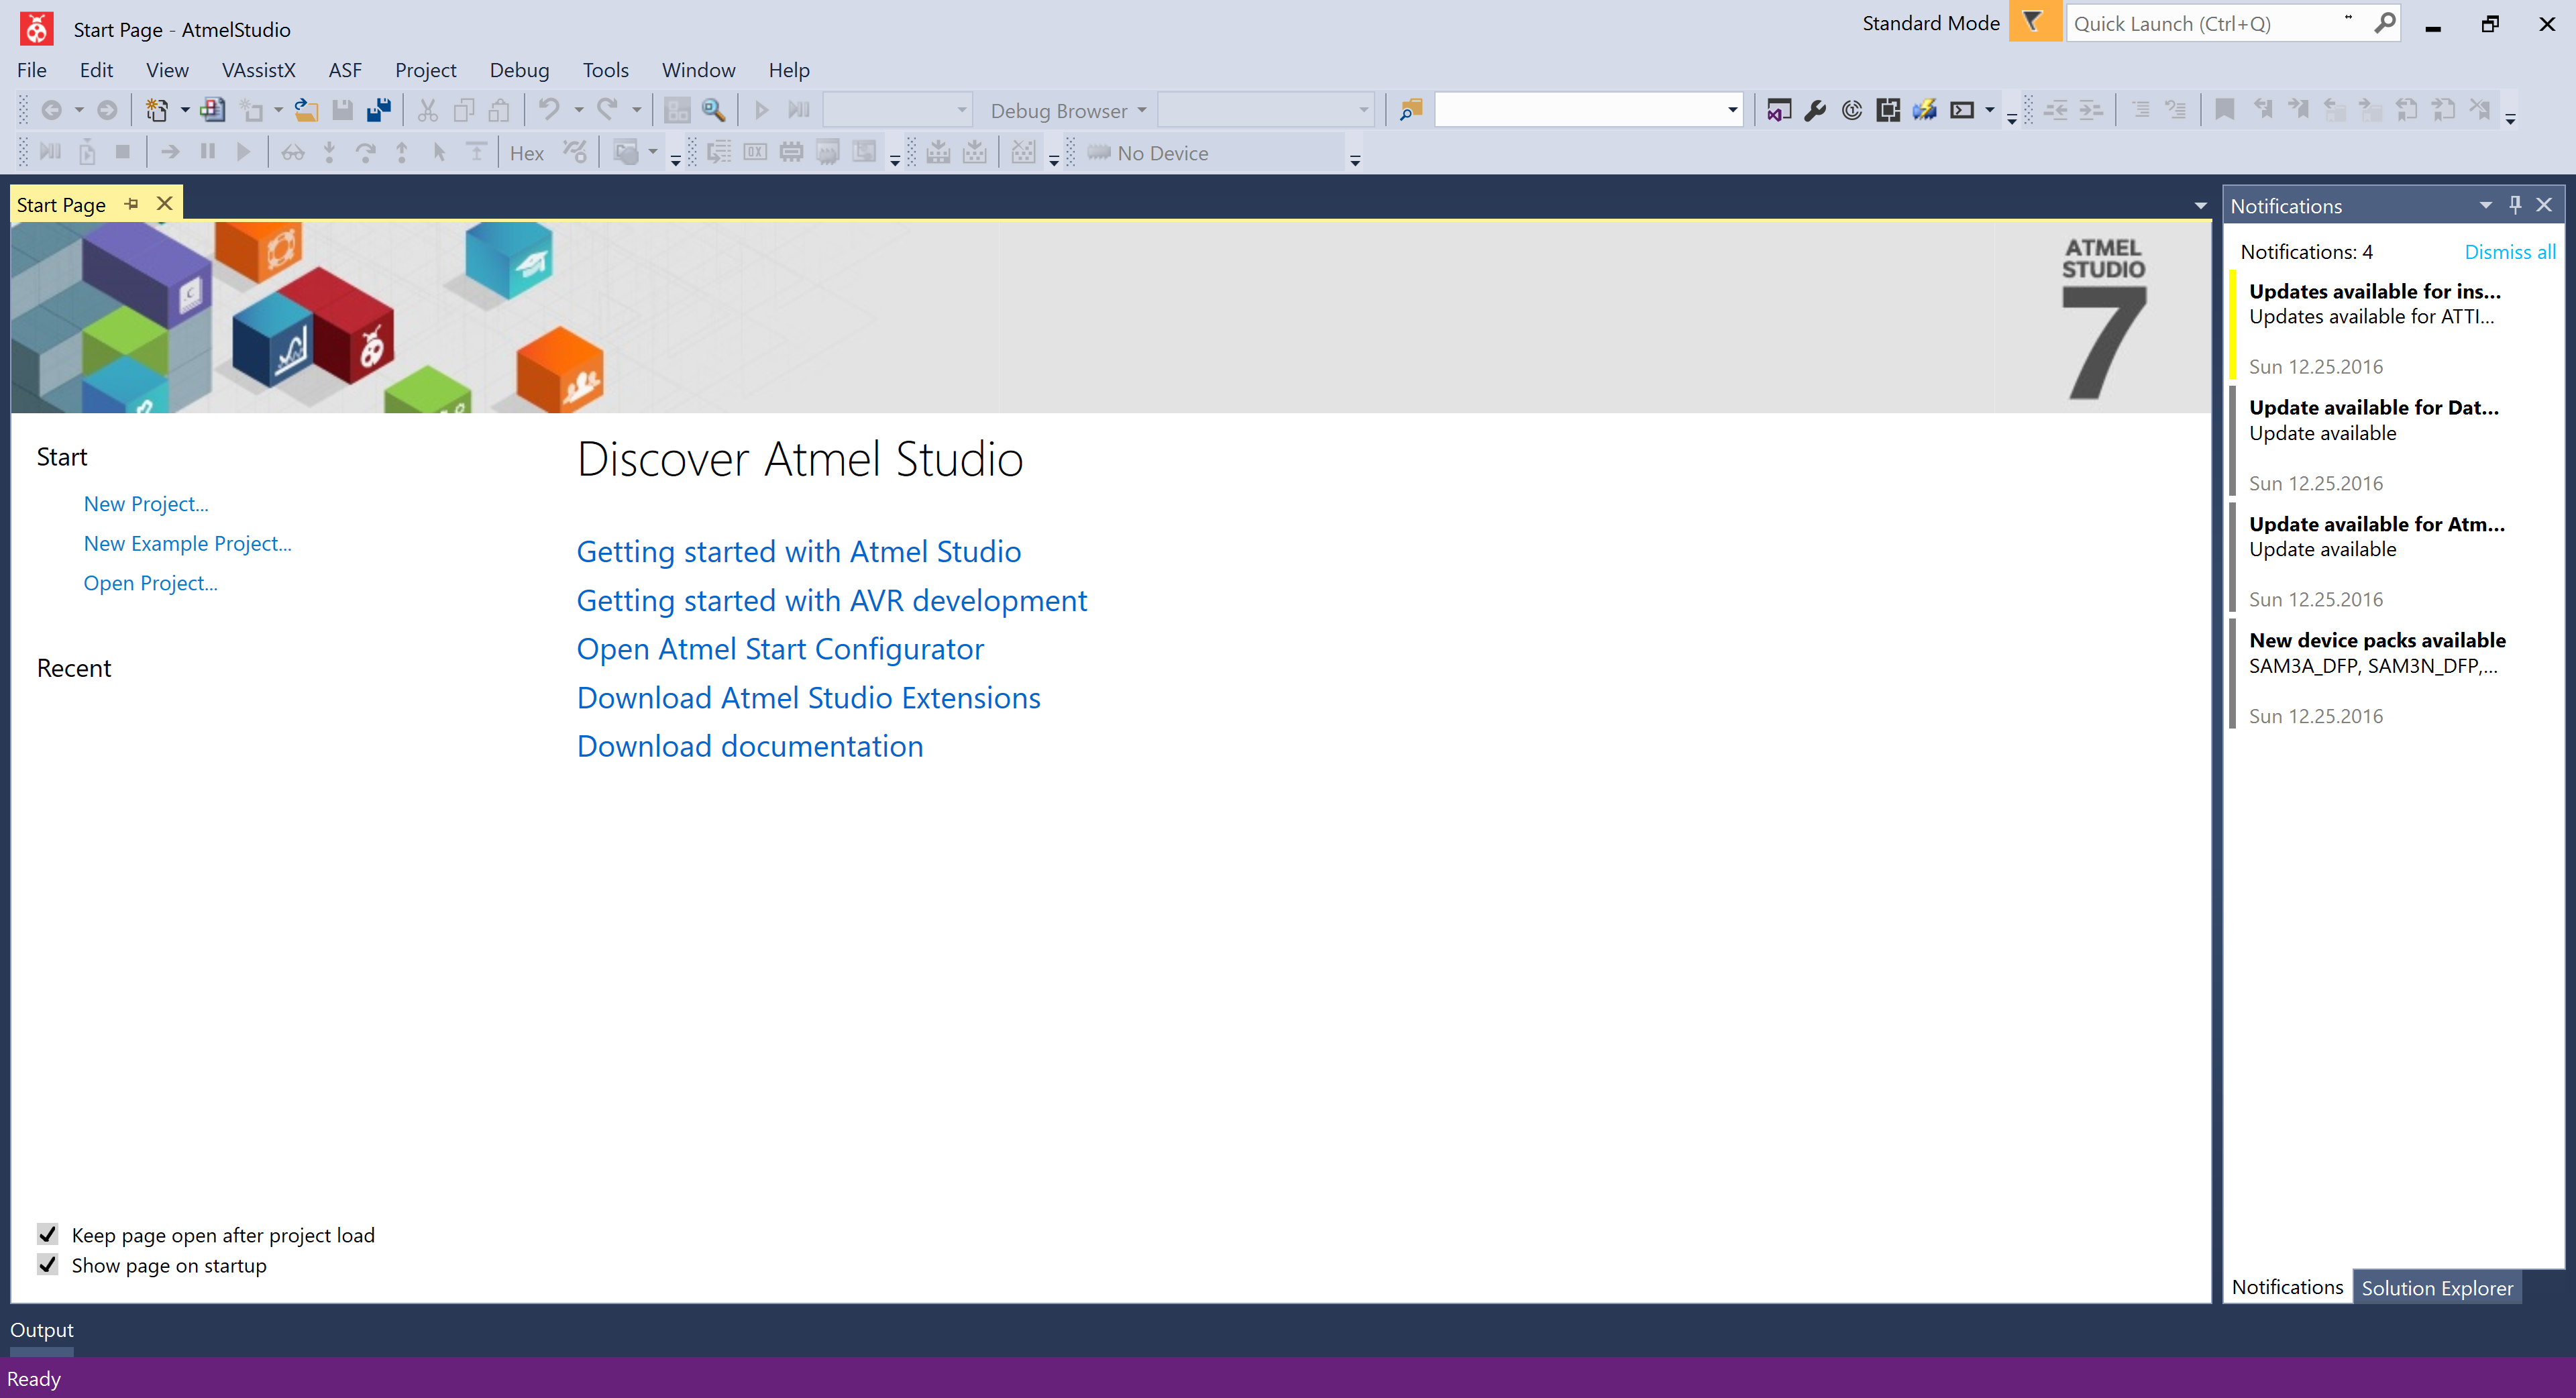 Start Page - AtmelStudio
Standard Mode
Quick Launch (Ctrl+Q)
File Edit View VAssistX ASF Project Debug Tools Window Help
Debug Browser
Hex
No Device
Start Page
ATMEL
STUDIO
7
Start
New Project...
New Example Project...
Open Project...
Recent
Discover Atmel Studio
Getting started with Atmel Studio
Getting started with AVR development
Open Atmel Start Configurator
Download Atmel Studio Extensions
Download documentation
Keep page open after project load
Show page on startup
Notifications
Notifications: 4 Dismiss all
Updates available for ins...
Updates available for ATTI...
Sun 12.25.2016
Update available for Dat...
Update available
Sun 12.25.2016
Update available for Atm...
Update available
Sun 12.25.2016
New device packs available
SAM3A_DFP, SAM3N_DFP,...
Sun 12.25.2016
Notifications Solution Explorer
Output
Ready